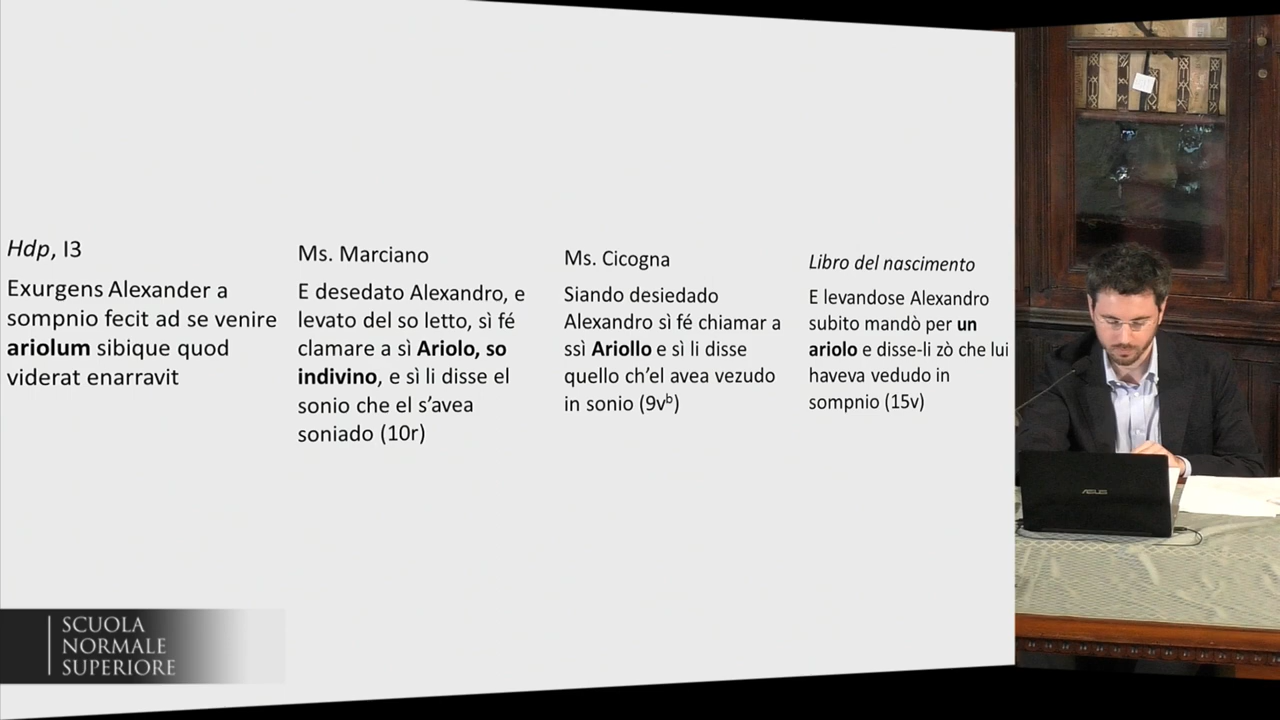 Hdp, I3
Exurgens Alexander a
sompnio fecit ad se venire
ariolum sibique quod
viderat enarravit
Ms. Marciano
E desedato Alexandro, e
levato del so letto, sì fé
clamare a sì Ariolo, so
indivino, e sì li disse el
sonio che el s'avea
soniado (10r)
Ms. Cicogna
Siando desiedado
Alexandro sì fé chiamar a
ssì Ariollo e sì li disse
quello ch'el avea vezudo
in sonio (9vᵇ)
Libro del nascimento
E levandose Alexandro
subito mandò per un
ariolo e disse-li zò che lui
haveva vedudo in
sompnio (15v)
SCUOLA
NORMALE
SUPERIORE
ASUS